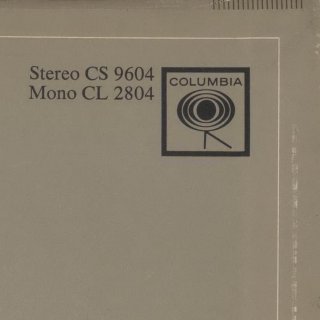 Stereo CS 9604
Mono CL 2804
COLUMBIA